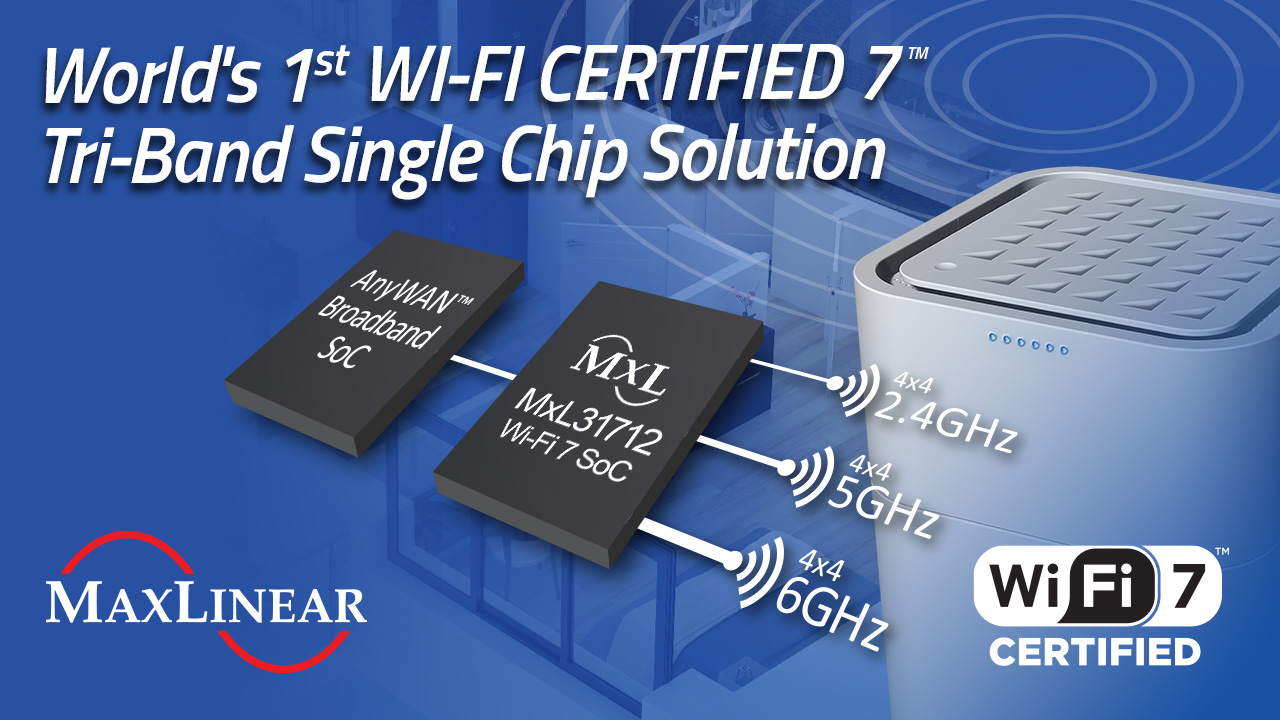 World's 1st WI-FI CERTIFIED 7™
Tri-Band Single Chip Solution
AnyWAN™
Broadband
SoC
MXL
MxL31712
Wi-Fi 7 SoC
4x4
2.4GHz
4x4
5GHz
4x4
6GHz
MAXLINEAR
Wi Fi 7™
CERTIFIED